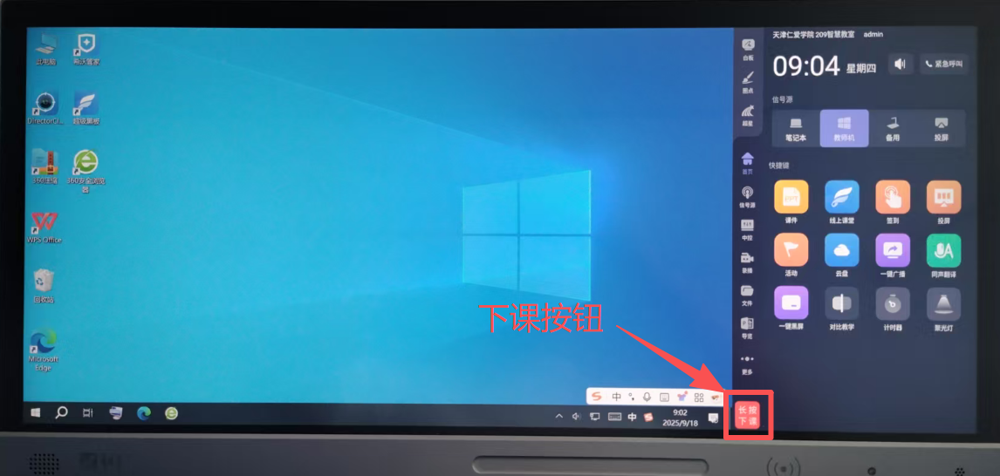 此电脑
希沃管家
DirectorCl...
超级黑板
360压缩
360安全浏览
器
WPS Office
回收站
Microsoft
Edge
下课按钮
中
中
9:02
2025/9/18
白板
圈点
超星
首页
信号源
中控
录播
文件
导览
更多
长按
下课
天津仁爱学院 209智慧教室 admin
09:04 星期四
紧急呼叫
信号源
笔记本
教师机
备用
投屏
快捷键
PPT
课件
线上课堂
签到
投屏
活动
云盘
一键广播
同声翻译
一键黑屏
对比教学
计时器
聚光灯